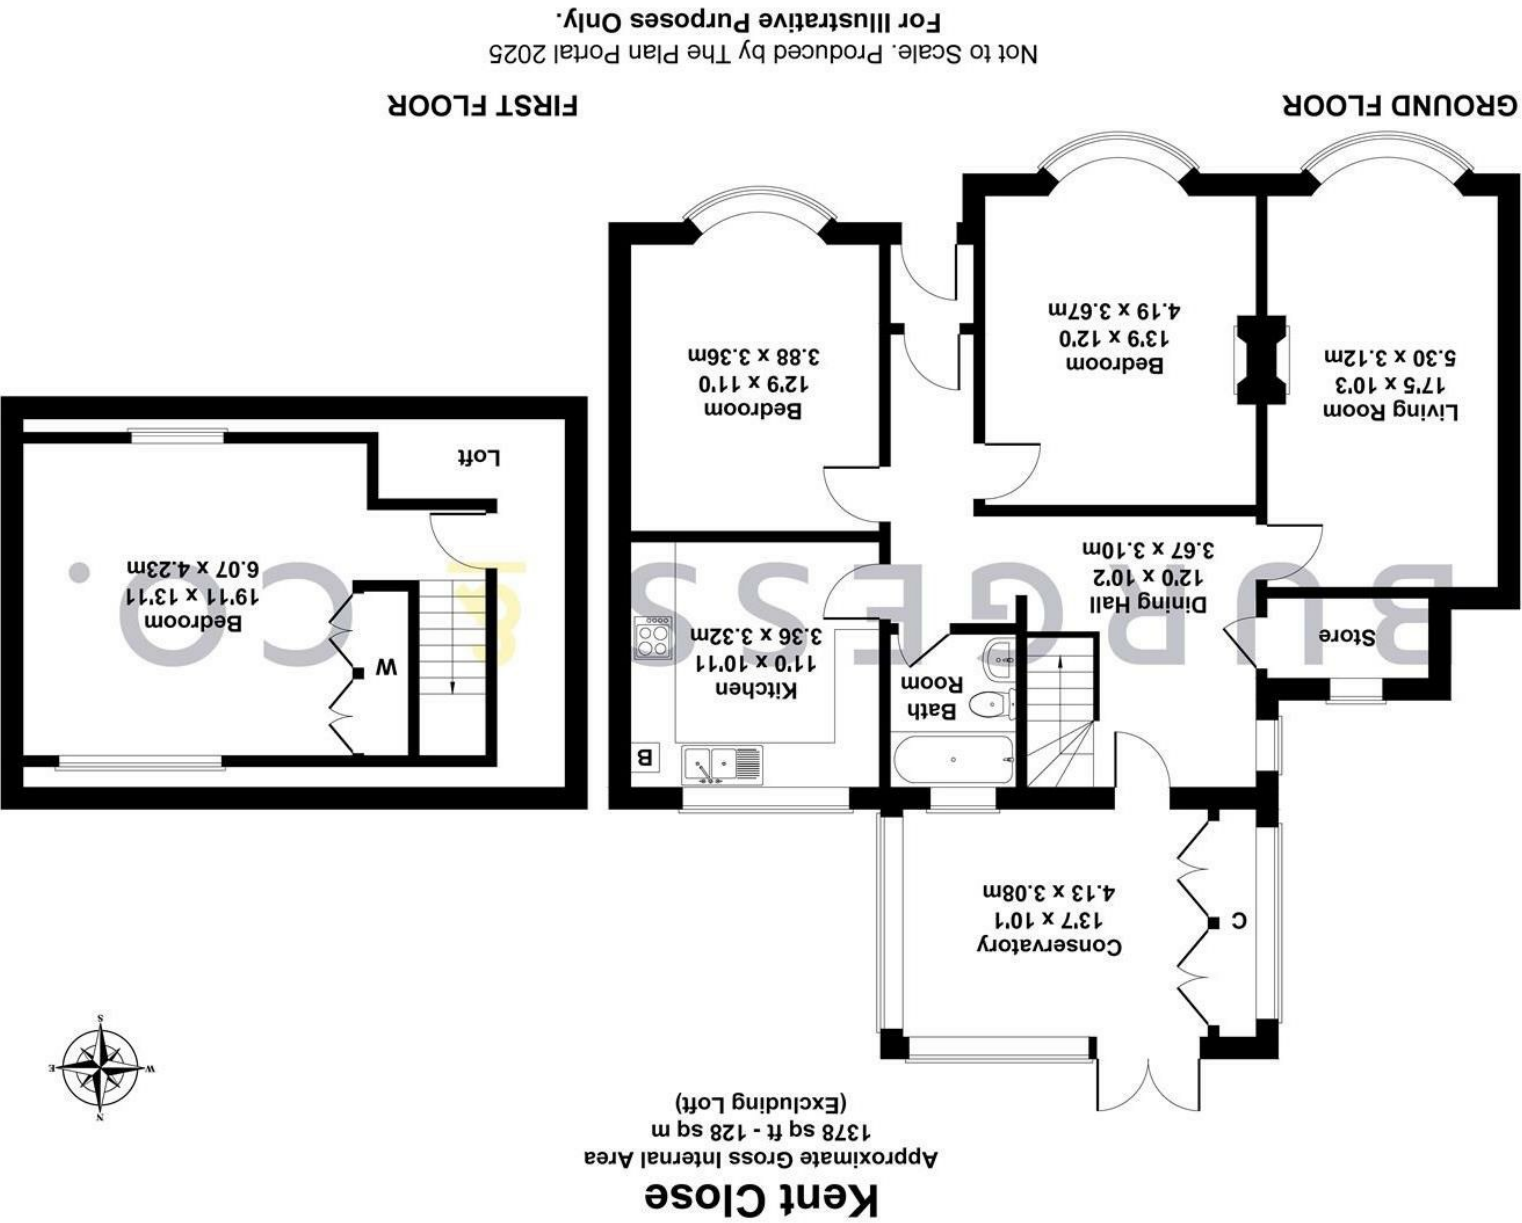 Kent Close
Approximate Gross Internal Area
1378 sq ft - 128 sq m
(Excluding Loft)
N
W
E
S
Conservatory
13'7 x 10'1
4.13 x 3.08m
C
Store
Dining Hall
12'0 x 10'2
3.67 x 3.10m
Bath
Room
Kitchen
11'0 x 10'11
3.36 x 3.32m
B
Living Room
17'5 x 10'3
5.30 x 3.12m
Bedroom
13'9 x 12'0
4.19 x 3.67m
Bedroom
12'9 x 11'0
3.88 x 3.36m
W
Bedroom
19'11 x 13'11
6.07 x 4.23m
Loft
BURGESS & CO.
GROUND FLOOR
FIRST FLOOR
Not to Scale. Produced by The Plan Portal 2025
For Illustrative Purposes Only.